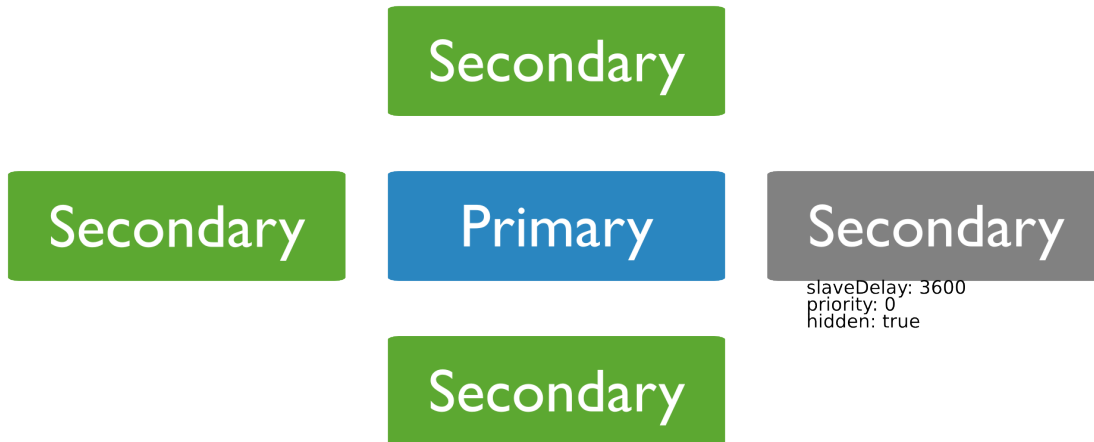 Secondary
Secondary
Primary
Secondary
slaveDelay: 3600
priority: 0
hidden: true
Secondary